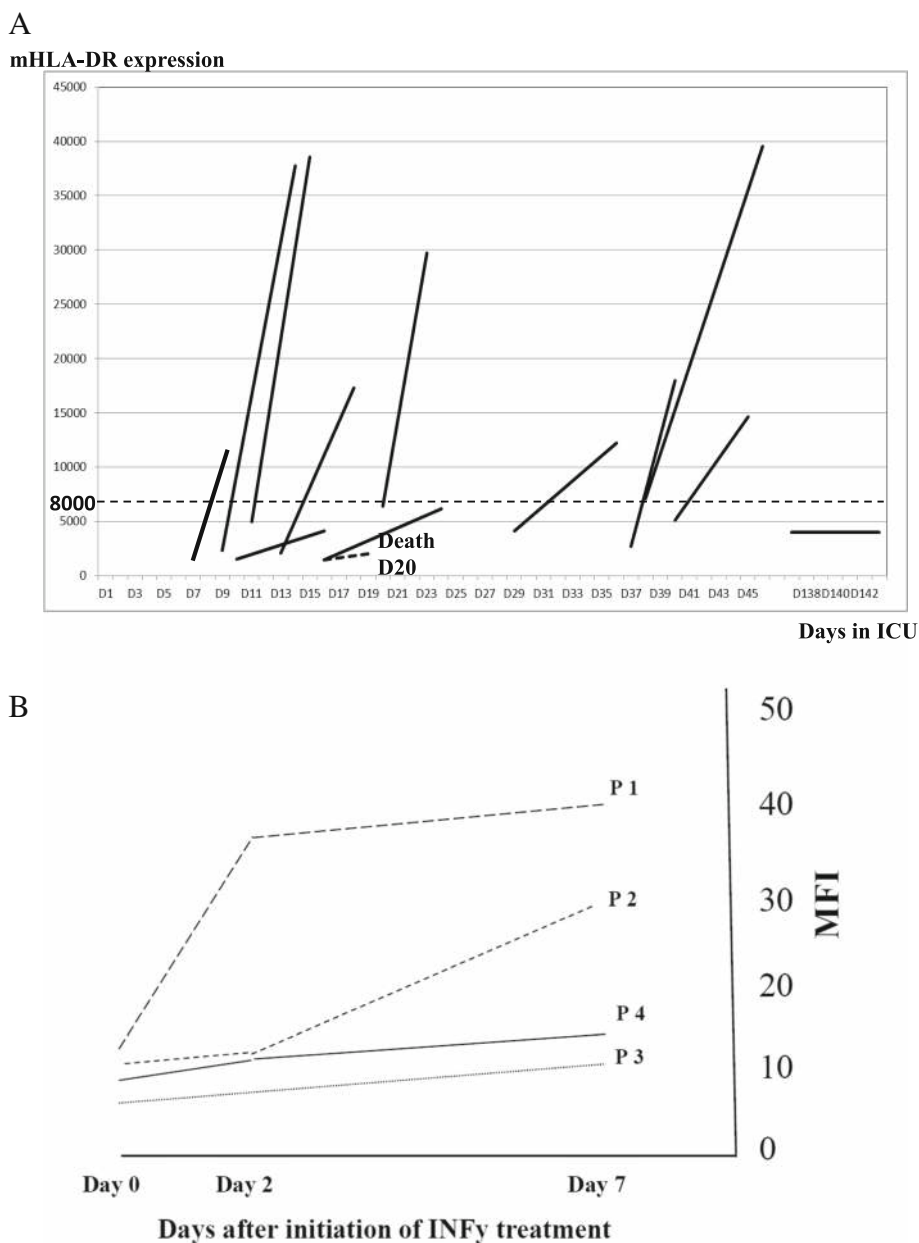 A
mHLA-DR expression
45000
40000
35000
30000
25000
20000
15000
10000
8000
5000
0
Death
D20
D1 D3 D5 D7 D9 D11 D13 D15 D17 D19 D21 D23 D25 D27 D29 D31 D33 D35 D37 D39 D41 D43 D45 D138D140D142
Days in ICU
B
50
40
30
20
10
0
MFI
P 1
P 2
P 4
P 3
Day 0 Day 2 Day 7
Days after initiation of INFy treatment